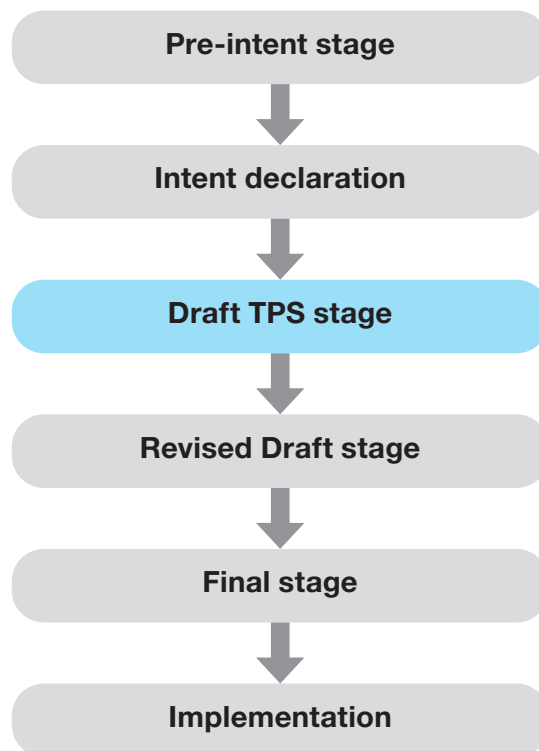 Pre-intent stage
Intent declaration
Draft TPS stage
Revised Draft stage
Final stage
Implementation